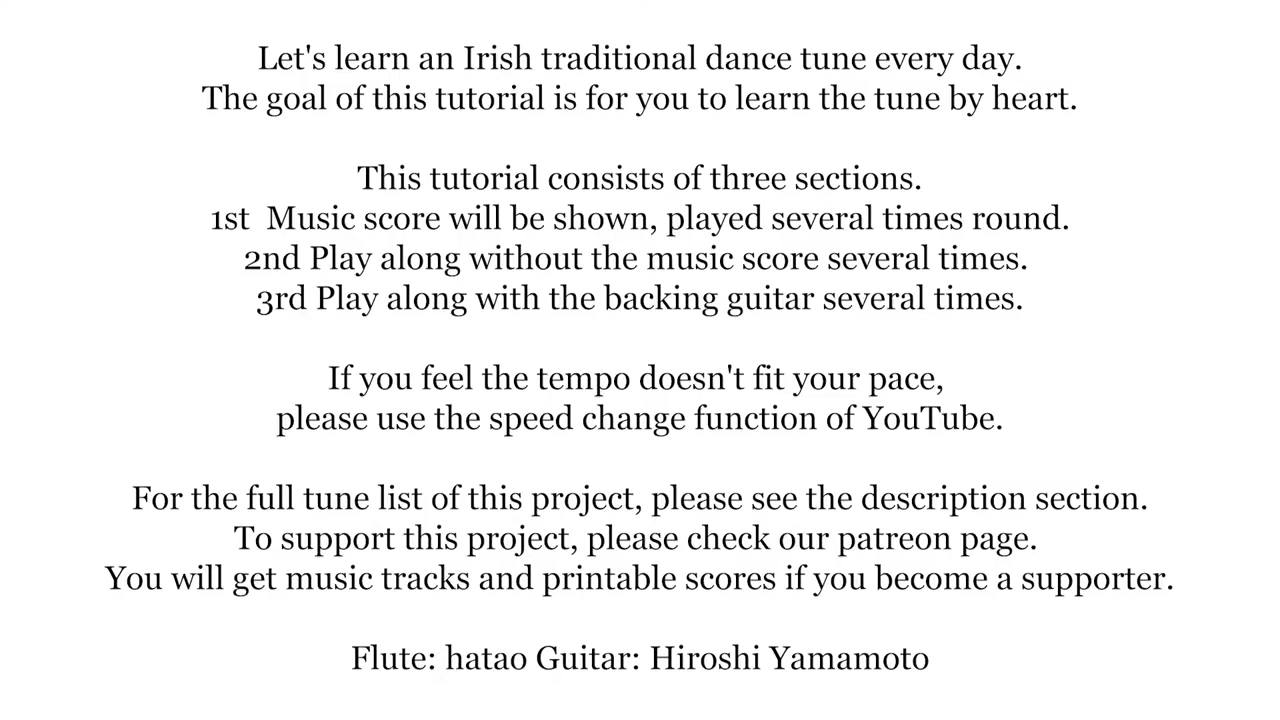 Let's learn an Irish traditional dance tune every day.
The goal of this tutorial is for you to learn the tune by heart.
This tutorial consists of three sections.
1st  Music score will be shown, played several times round.
2nd Play along without the music score several times.
3rd Play along with the backing guitar several times.
If you feel the tempo doesn't fit your pace,
please use the speed change function of YouTube.
For the full tune list of this project, please see the description section.
To support this project, please check our patreon page.
You will get music tracks and printable scores if you become a supporter.
Flute: hatao Guitar: Hiroshi Yamamoto